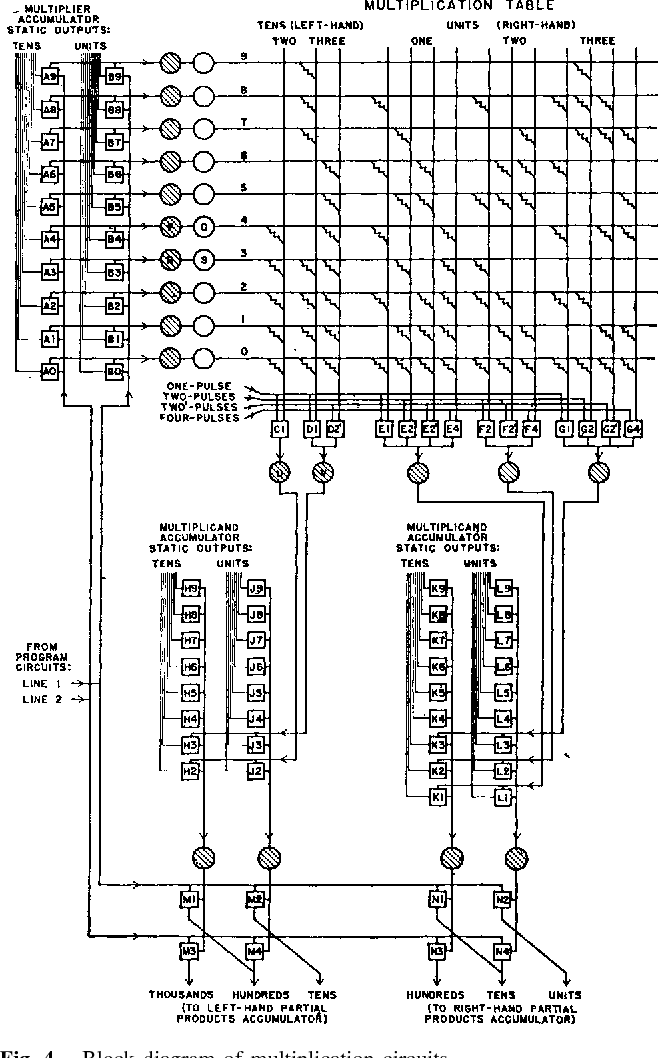 MULTIPLICATION TABLE
MULTIPLIER
ACCUMULATOR
STATIC OUTPUTS:
TENS UNITS
TENS (LEFT-HAND) UNITS (RIGHT-HAND)
TWO THREE ONE TWO THREE
A9 B9 9
A8 B8 8
A7 B7 7
A6 B6 6
A5 B5 5
A4 B4 4
A3 B3 S 3
A2 B2 2
A1 B1 1
A0 B0 0
ONE-PULSE
TWO-PULSES
TWO'-PULSES
FOUR-PULSES
C1 D1 D2' E1 E2 E2' E4 F2 F2' F4 G1 G2 G2' G4
MULTIPLICAND
ACCUMULATOR
STATIC OUTPUTS:
TENS UNITS
H9 J9
H8 J8
H7 J7
H6 J6
H5 J5
H4 J4
H3 J3
H2 J2
MULTIPLICAND
ACCUMULATOR
STATIC OUTPUTS:
TENS UNITS
K9 L9
K8 L8
K7 L7
K6 L6
K5 L5
K4 L4
K3 L3
K2 L2
K1 L1
FROM
PROGRAM
CIRCUITS:
LINE 1
LINE 2
M1 M2 N1 N2
M3 M4 N3 N4
THOUSANDS HUNDREDS TENS
(TO LEFT-HAND PARTIAL
PRODUCTS ACCUMULATOR)
HUNDREDS TENS UNITS
(TO RIGHT-HAND PARTIAL
PRODUCTS ACCUMULATOR)
Fig. 4. Block diagram of multiplication circuits